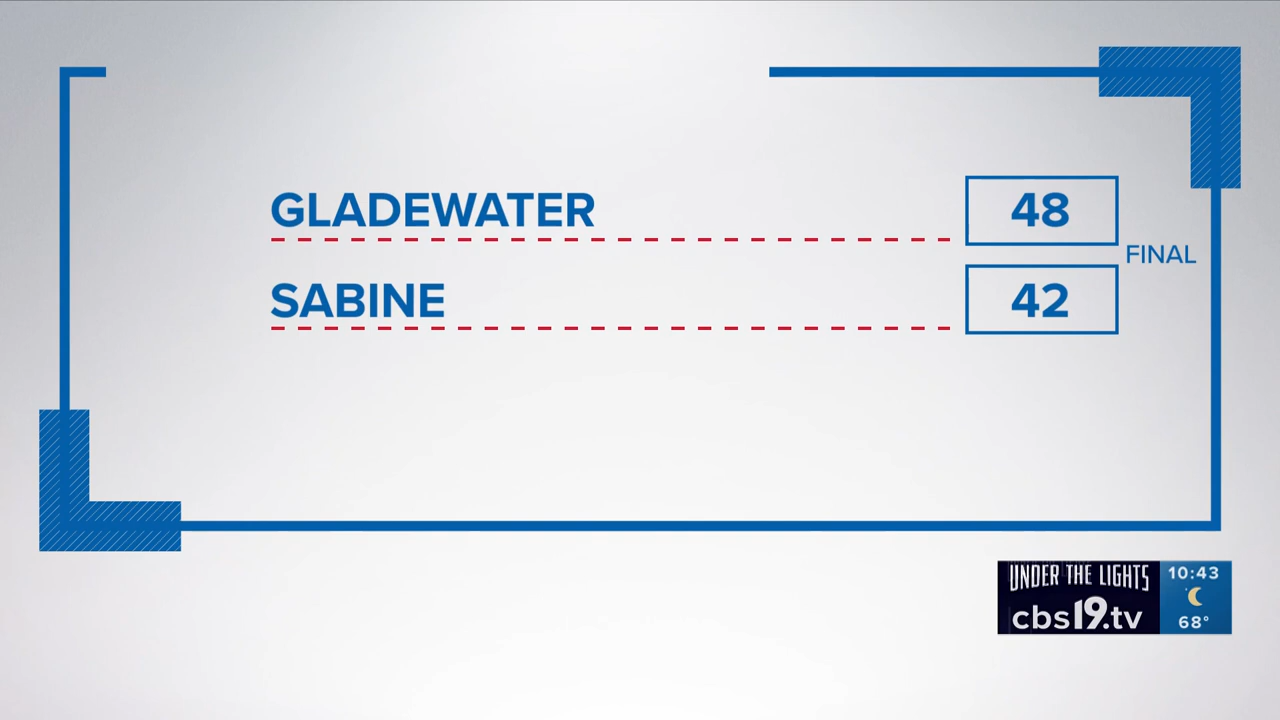 GLADEWATER 48
FINAL
SABINE 42
UNDER THE LIGHTS 10:43
cbs19.tv 68°